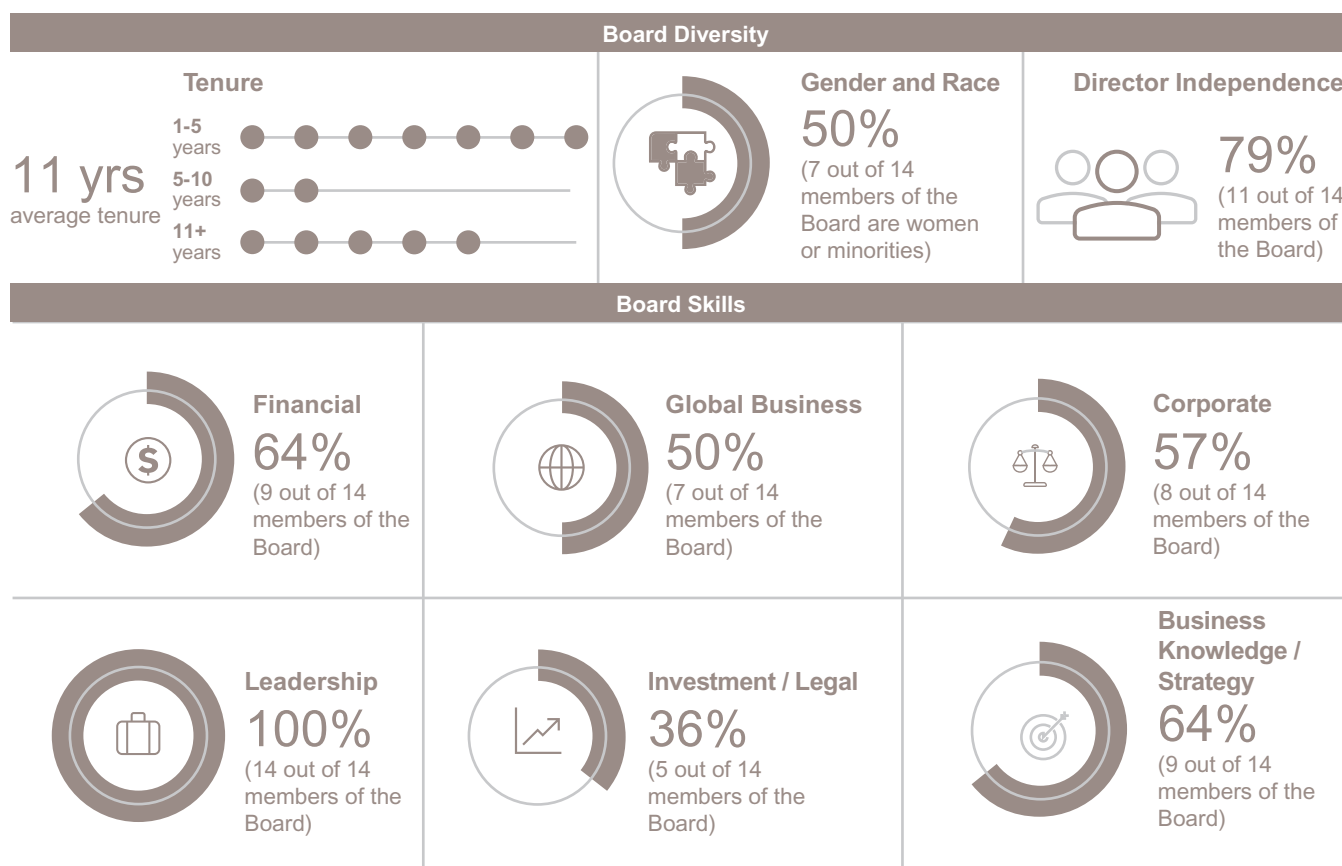 Board Diversity
Tenure
11 yrs
average tenure
1-5
years
5-10
years
11+
years
Gender and Race
50%
(7 out of 14
members of the
Board are women
or minorities)
Director Independence
79%
(11 out of 14
members of
the Board)
Board Skills
Financial
64%
(9 out of 14
members of the
Board)
$
Global Business
50%
(7 out of 14
members of the
Board)
Corporate
57%
(8 out of 14
members of the
Board)
Leadership
100%
(14 out of 14
members of the
Board)
Investment / Legal
36%
(5 out of 14
members of the
Board)
Business
Knowledge /
Strategy
64%
(9 out of 14
members of the
Board)